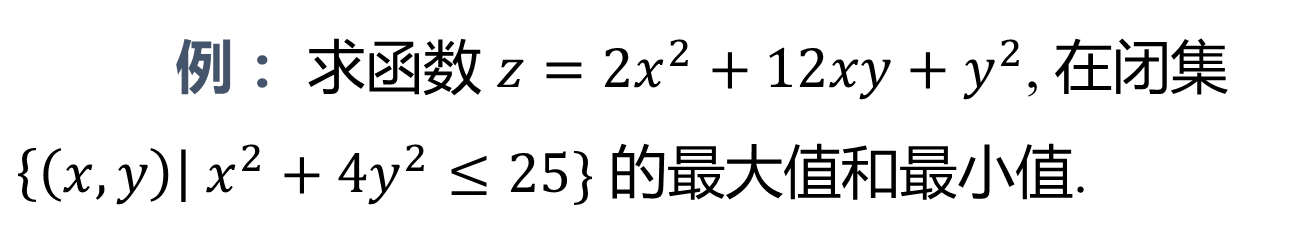 例： 求函数 z = 2x² + 12xy + y², 在闭集
{(x, y)| x² + 4y² ≤ 25} 的最大值和最小值.